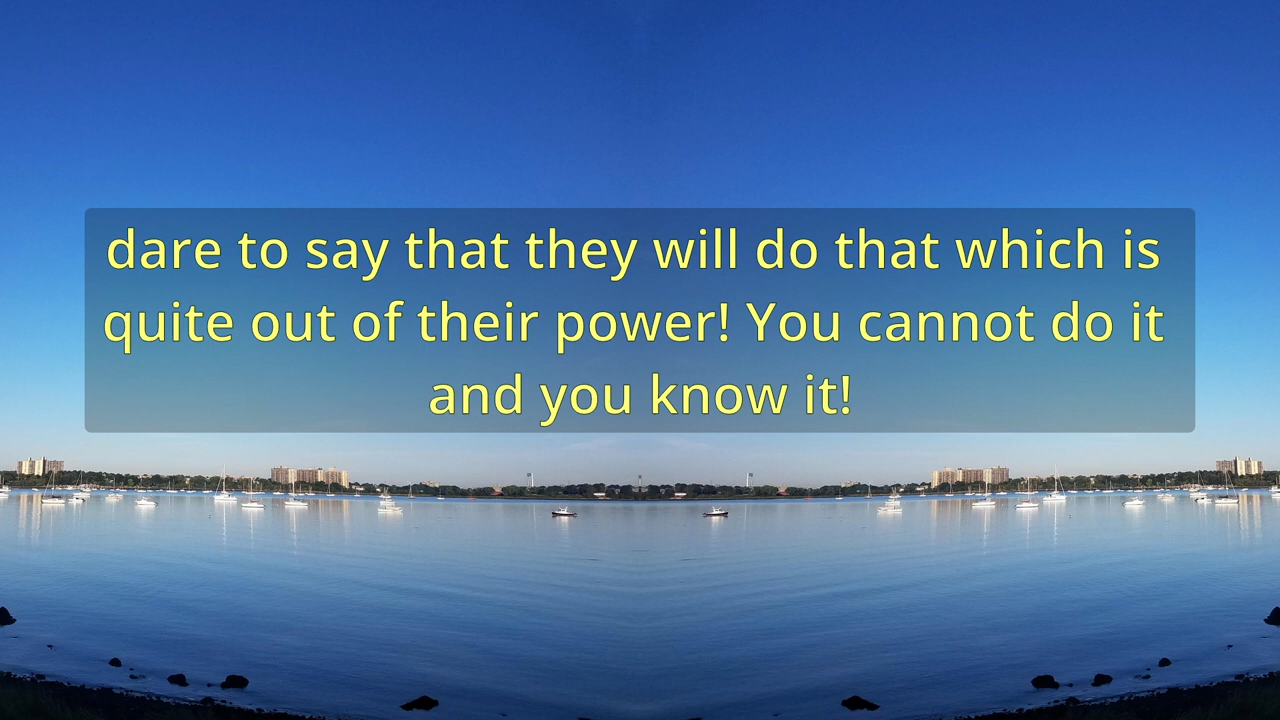 dare to say that they will do that which is
quite out of their power! You cannot do it
and you know it!